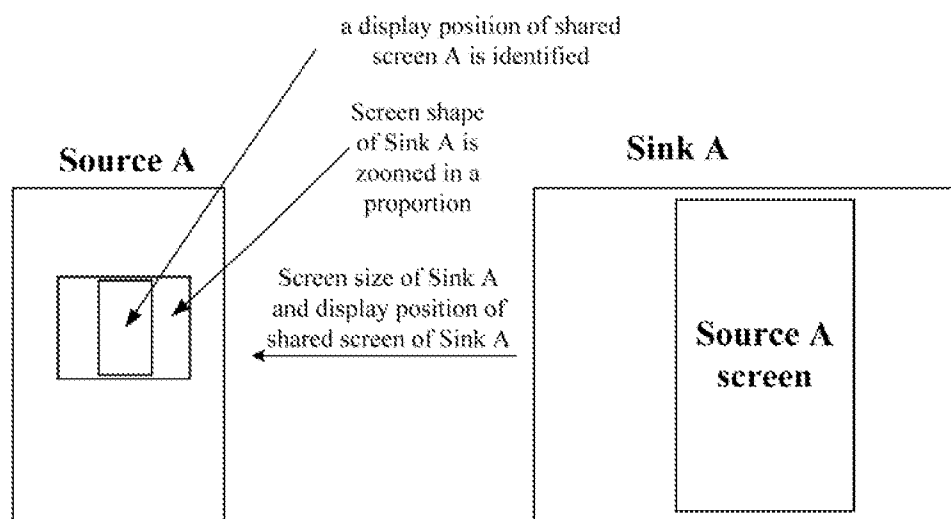 a display position of shared
screen A is identified
Screen shape
of Sink A is
zoomed in a
proportion
Source A
Sink A
Screen size of Sink A
and display position of
shared screen of Sink A
Source A
screen